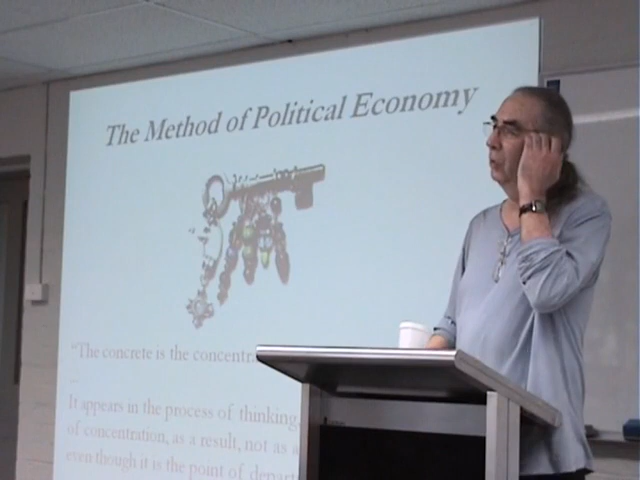 The Method of Political Economy
"The concrete is the concentr
–
It appears in the process of thinking,
of concentration, as a result, not as a
even though it is the point of depart